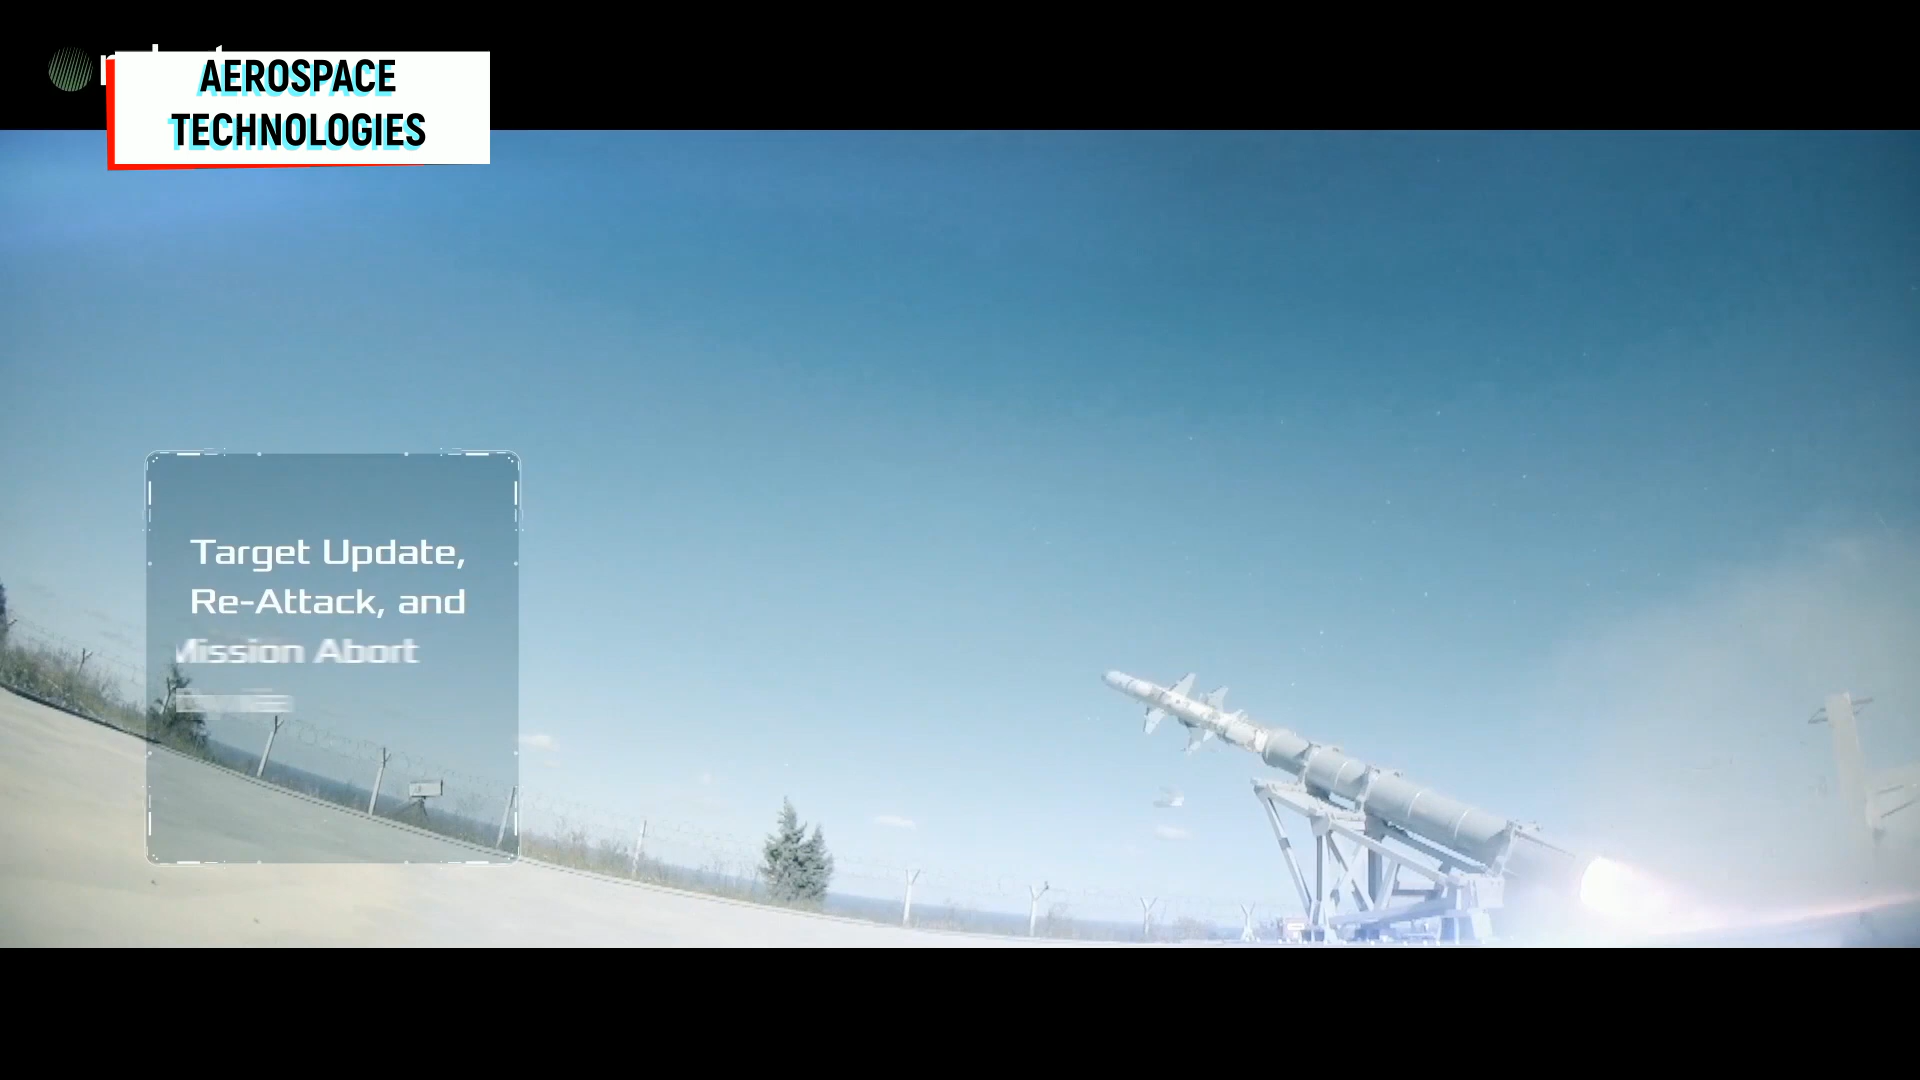 AEROSPACE
TECHNOLOGIES
Target Update,
Re-Attack, and
Mission Abort